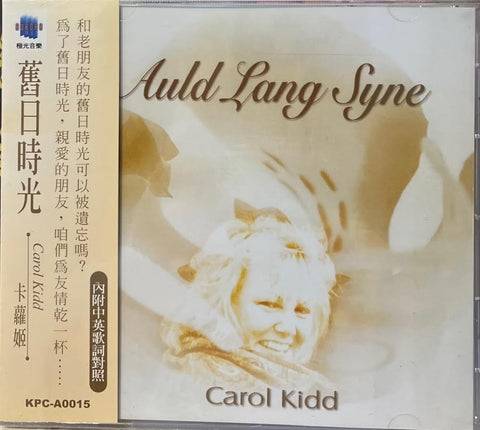 極光音樂
和老朋友的舊日時光可以被遺忘嗎？
為了舊日時光，親愛的朋友，咱們為友情乾一杯……
舊日時光
Carol Kidd
卡蘿姬
內附中英歌詞對照
KPC-A0015
Auld Lang Syne
Carol Kidd